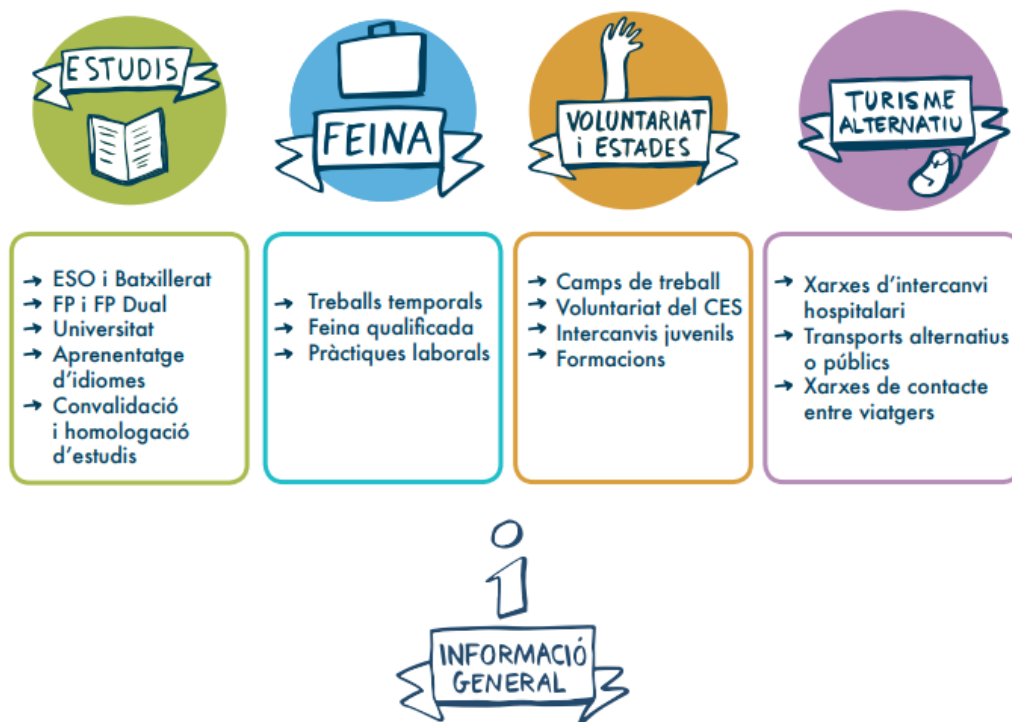 ESTUDIS
→ ESO i Batxillerat
→ FP i FP Dual
→ Universitat
→ Aprenentatge
d'idiomes
→ Convalidació
i homologació
d'estudis
FEINA
→ Treballs temporals
→ Feina qualificada
→ Pràctiques laborals
VOLUNTARIAT
i ESTADES
→ Camps de treball
→ Voluntariat del CES
→ Intercanvis juvenils
→ Formacions
TURISME
ALTERNATIU
→ Xarxes d'intercanvi
hospitalari
→ Transports alternatius
o públics
→ Xarxes de contacte
entre viatgers
i
INFORMACIÓ
GENERAL